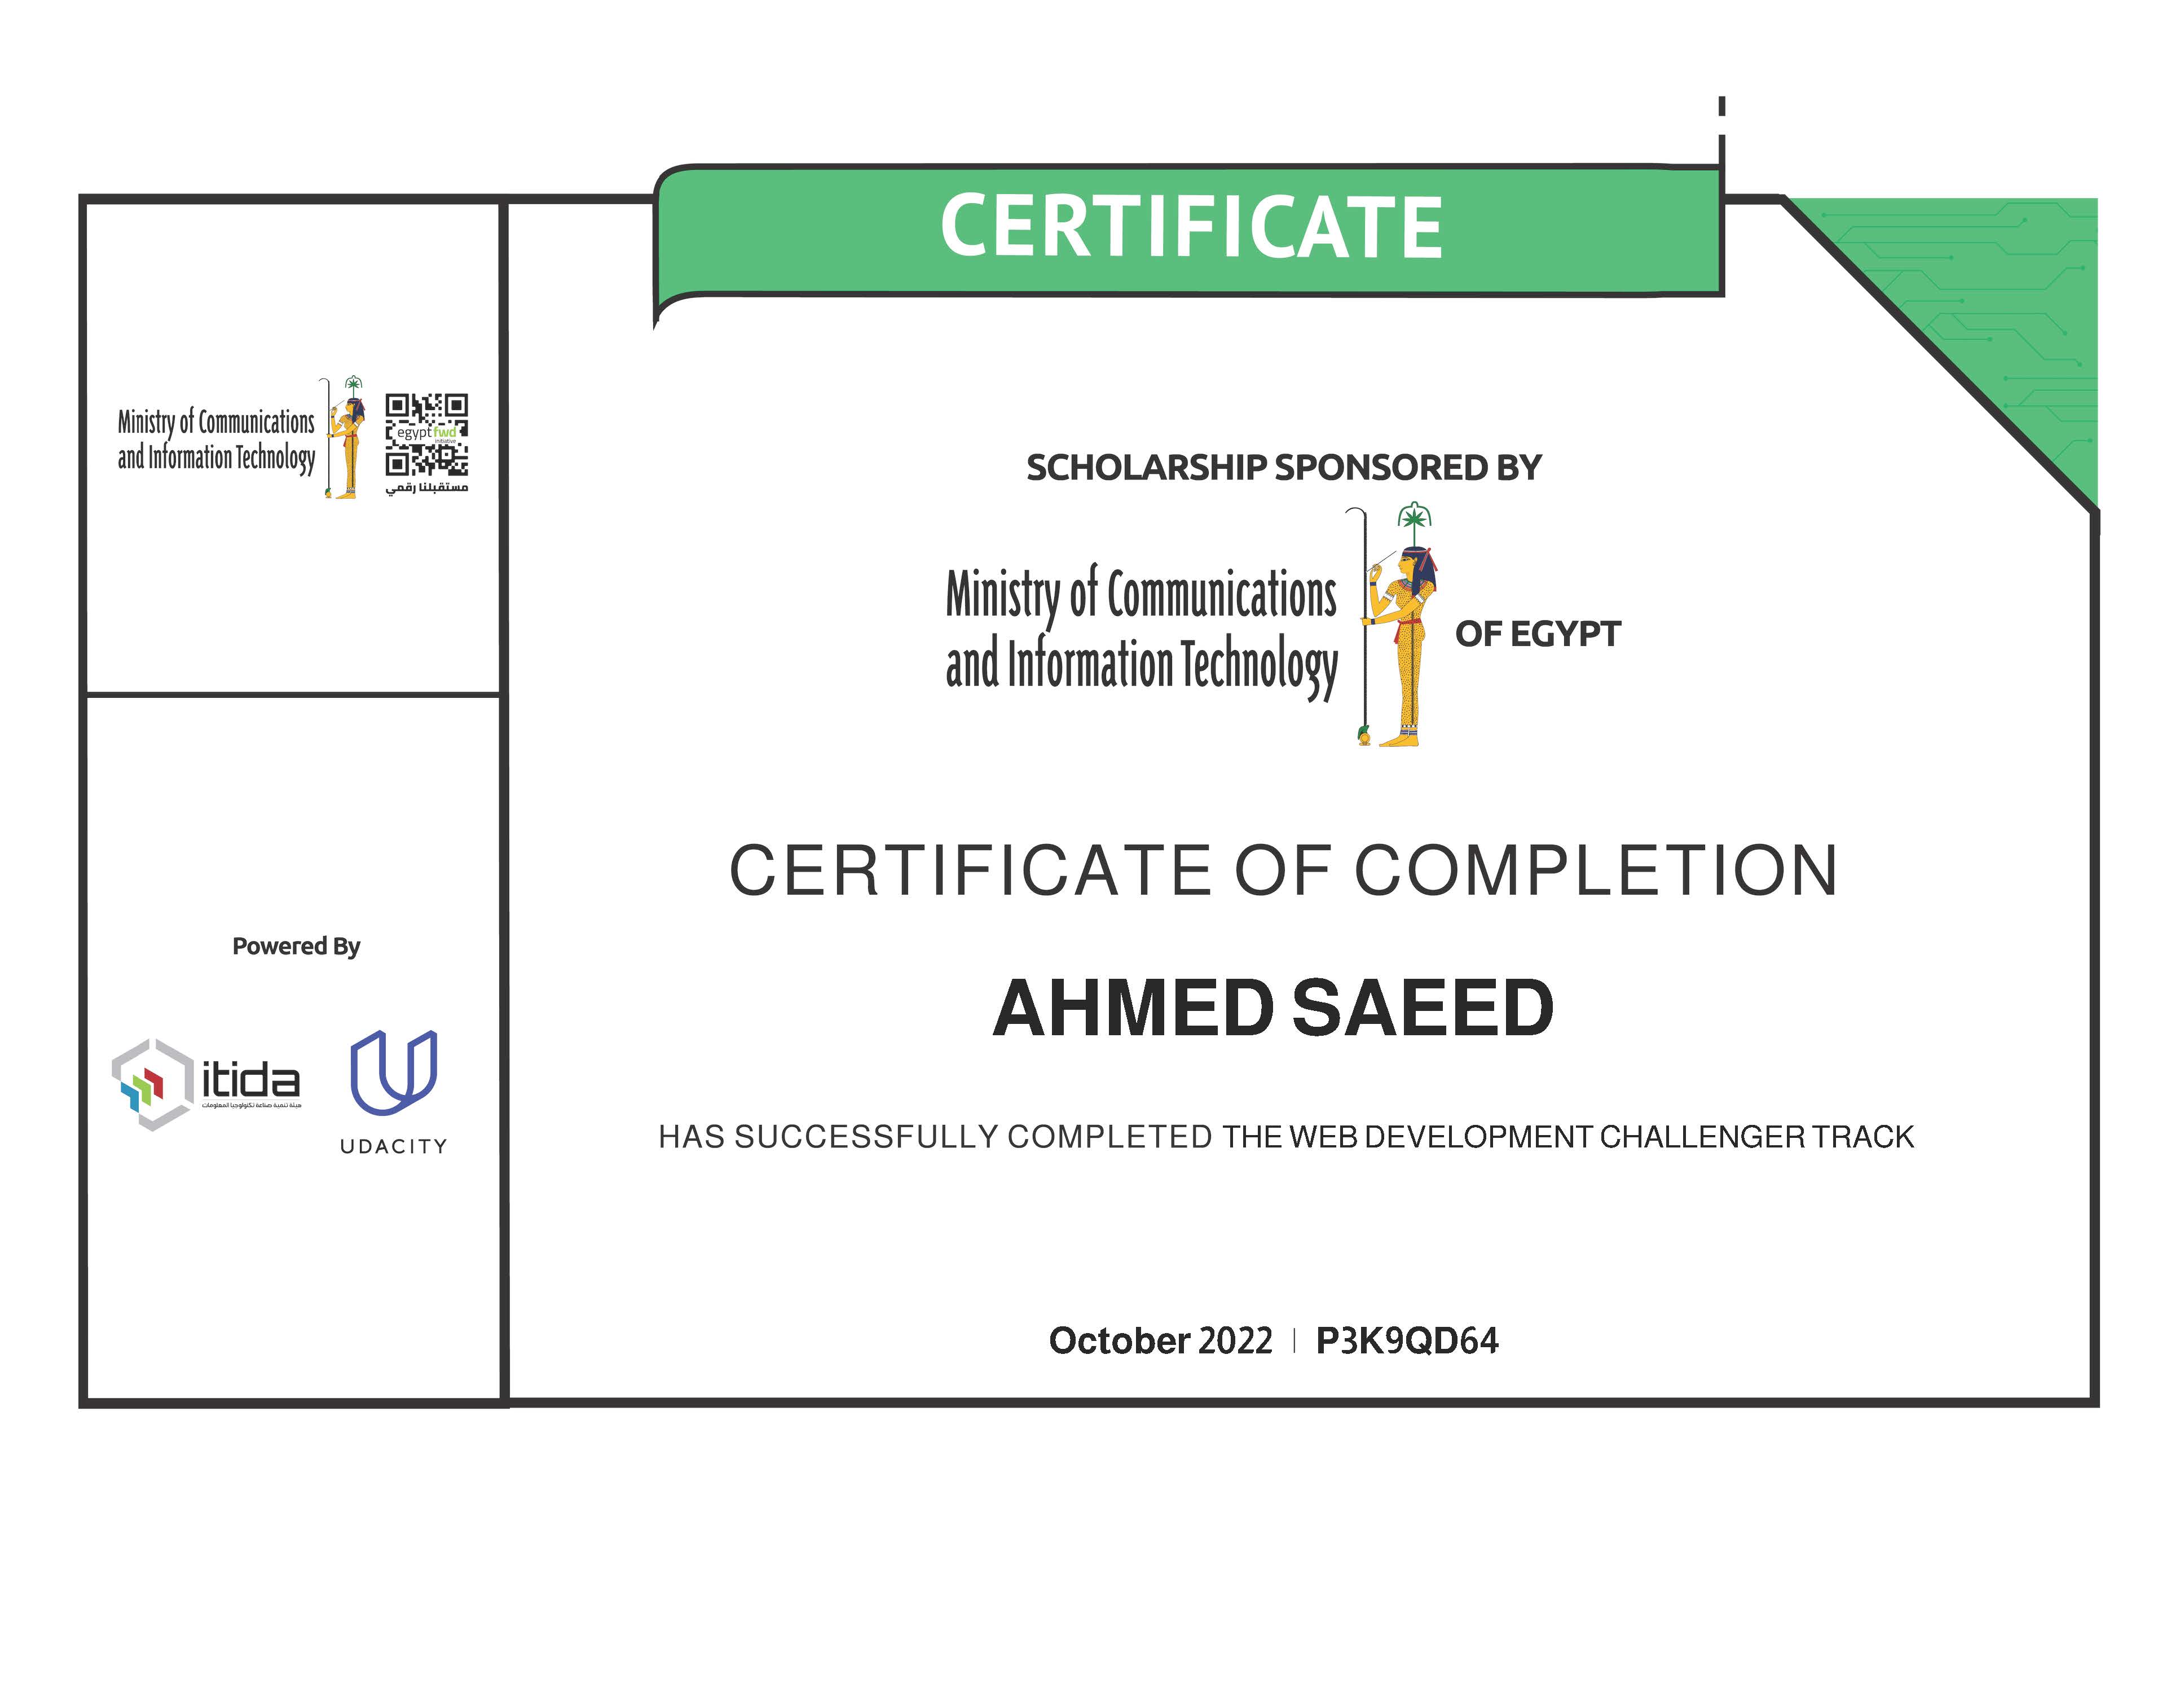 CERTIFICATE
Ministry of Communications
and Information Technology
egyptfwd
initiative
مستقبلنا رقمي
SCHOLARSHIP SPONSORED BY
Ministry of Communications
and Information Technology
OF EGYPT
CERTIFICATE OF COMPLETION
AHMED SAEED
HAS SUCCESSFULLY COMPLETED THE WEB DEVELOPMENT CHALLENGER TRACK
Powered By
itida
هيئة تنمية صناعة تكنولوجيا المعلومات
UDACITY
October 2022 | P3K9QD64